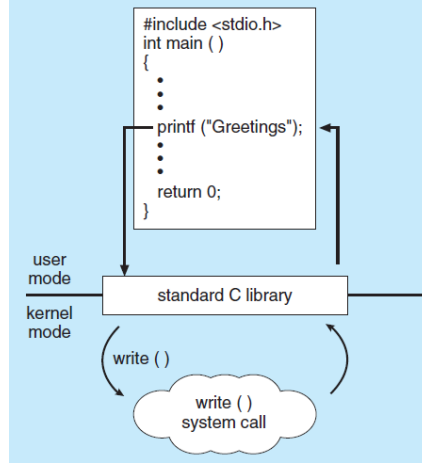 #include <stdio.h>
int main ( )
{
•
•
•
printf ("Greetings");
•
•
•
return 0;
}
user
mode
standard C library
kernel
mode
write ( )
write ( )
system call